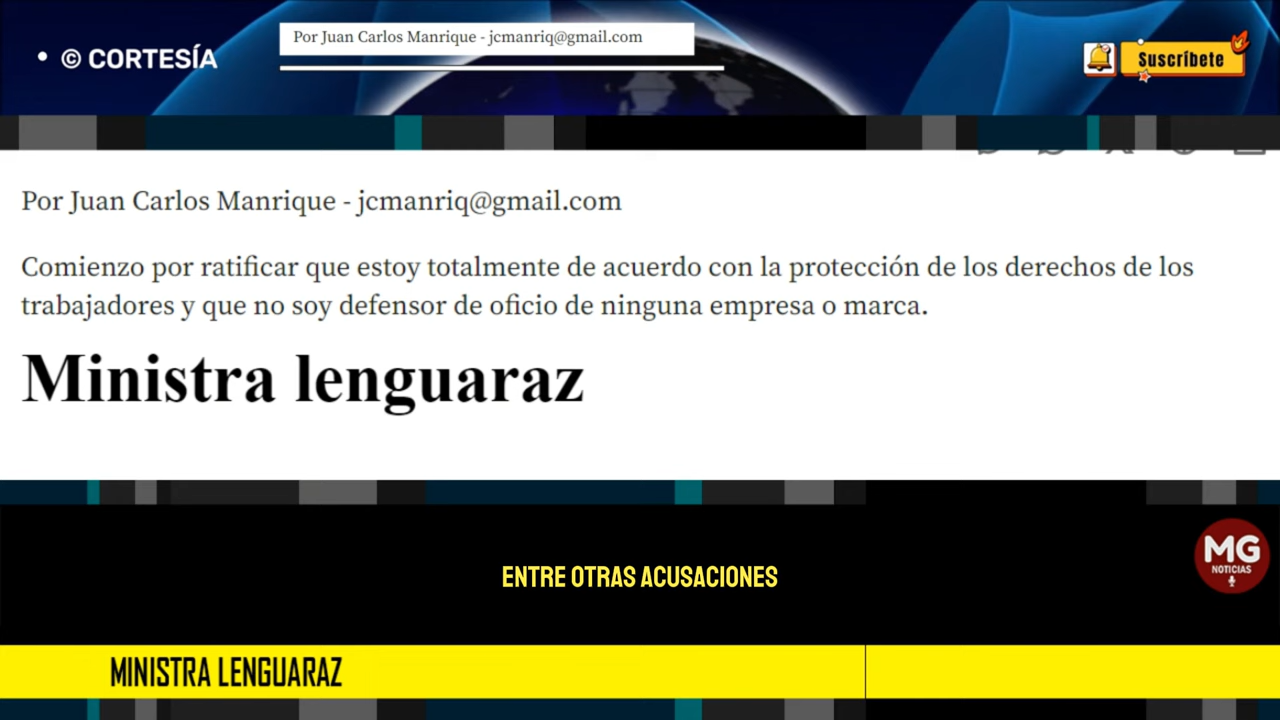 • © CORTESÍA
Por Juan Carlos Manrique - jcmanriq@gmail.com
Suscríbete
Por Juan Carlos Manrique - jcmanriq@gmail.com
Comienzo por ratificar que estoy totalmente de acuerdo con la protección de los derechos de los
trabajadores y que no soy defensor de oficio de ninguna empresa o marca.
Ministra lenguaraz
ENTRE OTRAS ACUSACIONES
MG
NOTICIAS
MINISTRA LENGUARAZ